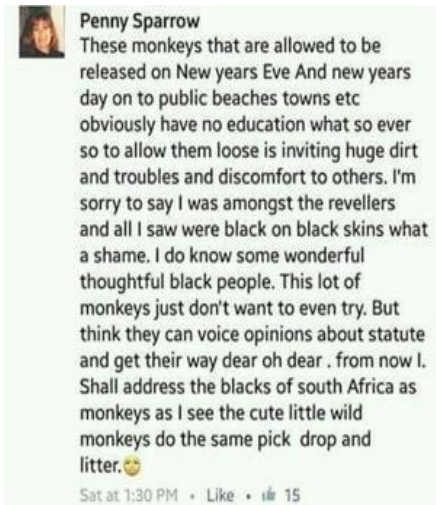 Penny Sparrow
These monkeys that are allowed to be
released on New years Eve And new years
day on to public beaches towns etc
obviously have no education what so ever
so to allow them loose is inviting huge dirt
and troubles and discomfort to others. I'm
sorry to say I was amongst the revellers
and all I saw were black on black skins what
a shame. I do know some wonderful
thoughtful black people. This lot of
monkeys just don't want to even try. But
think they can voice opinions about statute
and get their way dear oh dear . from now I.
Shall address the blacks of south Africa as
monkeys as I see the cute little wild
monkeys do the same pick drop and
litter.
Sat at 1:30 PM • Like • 15